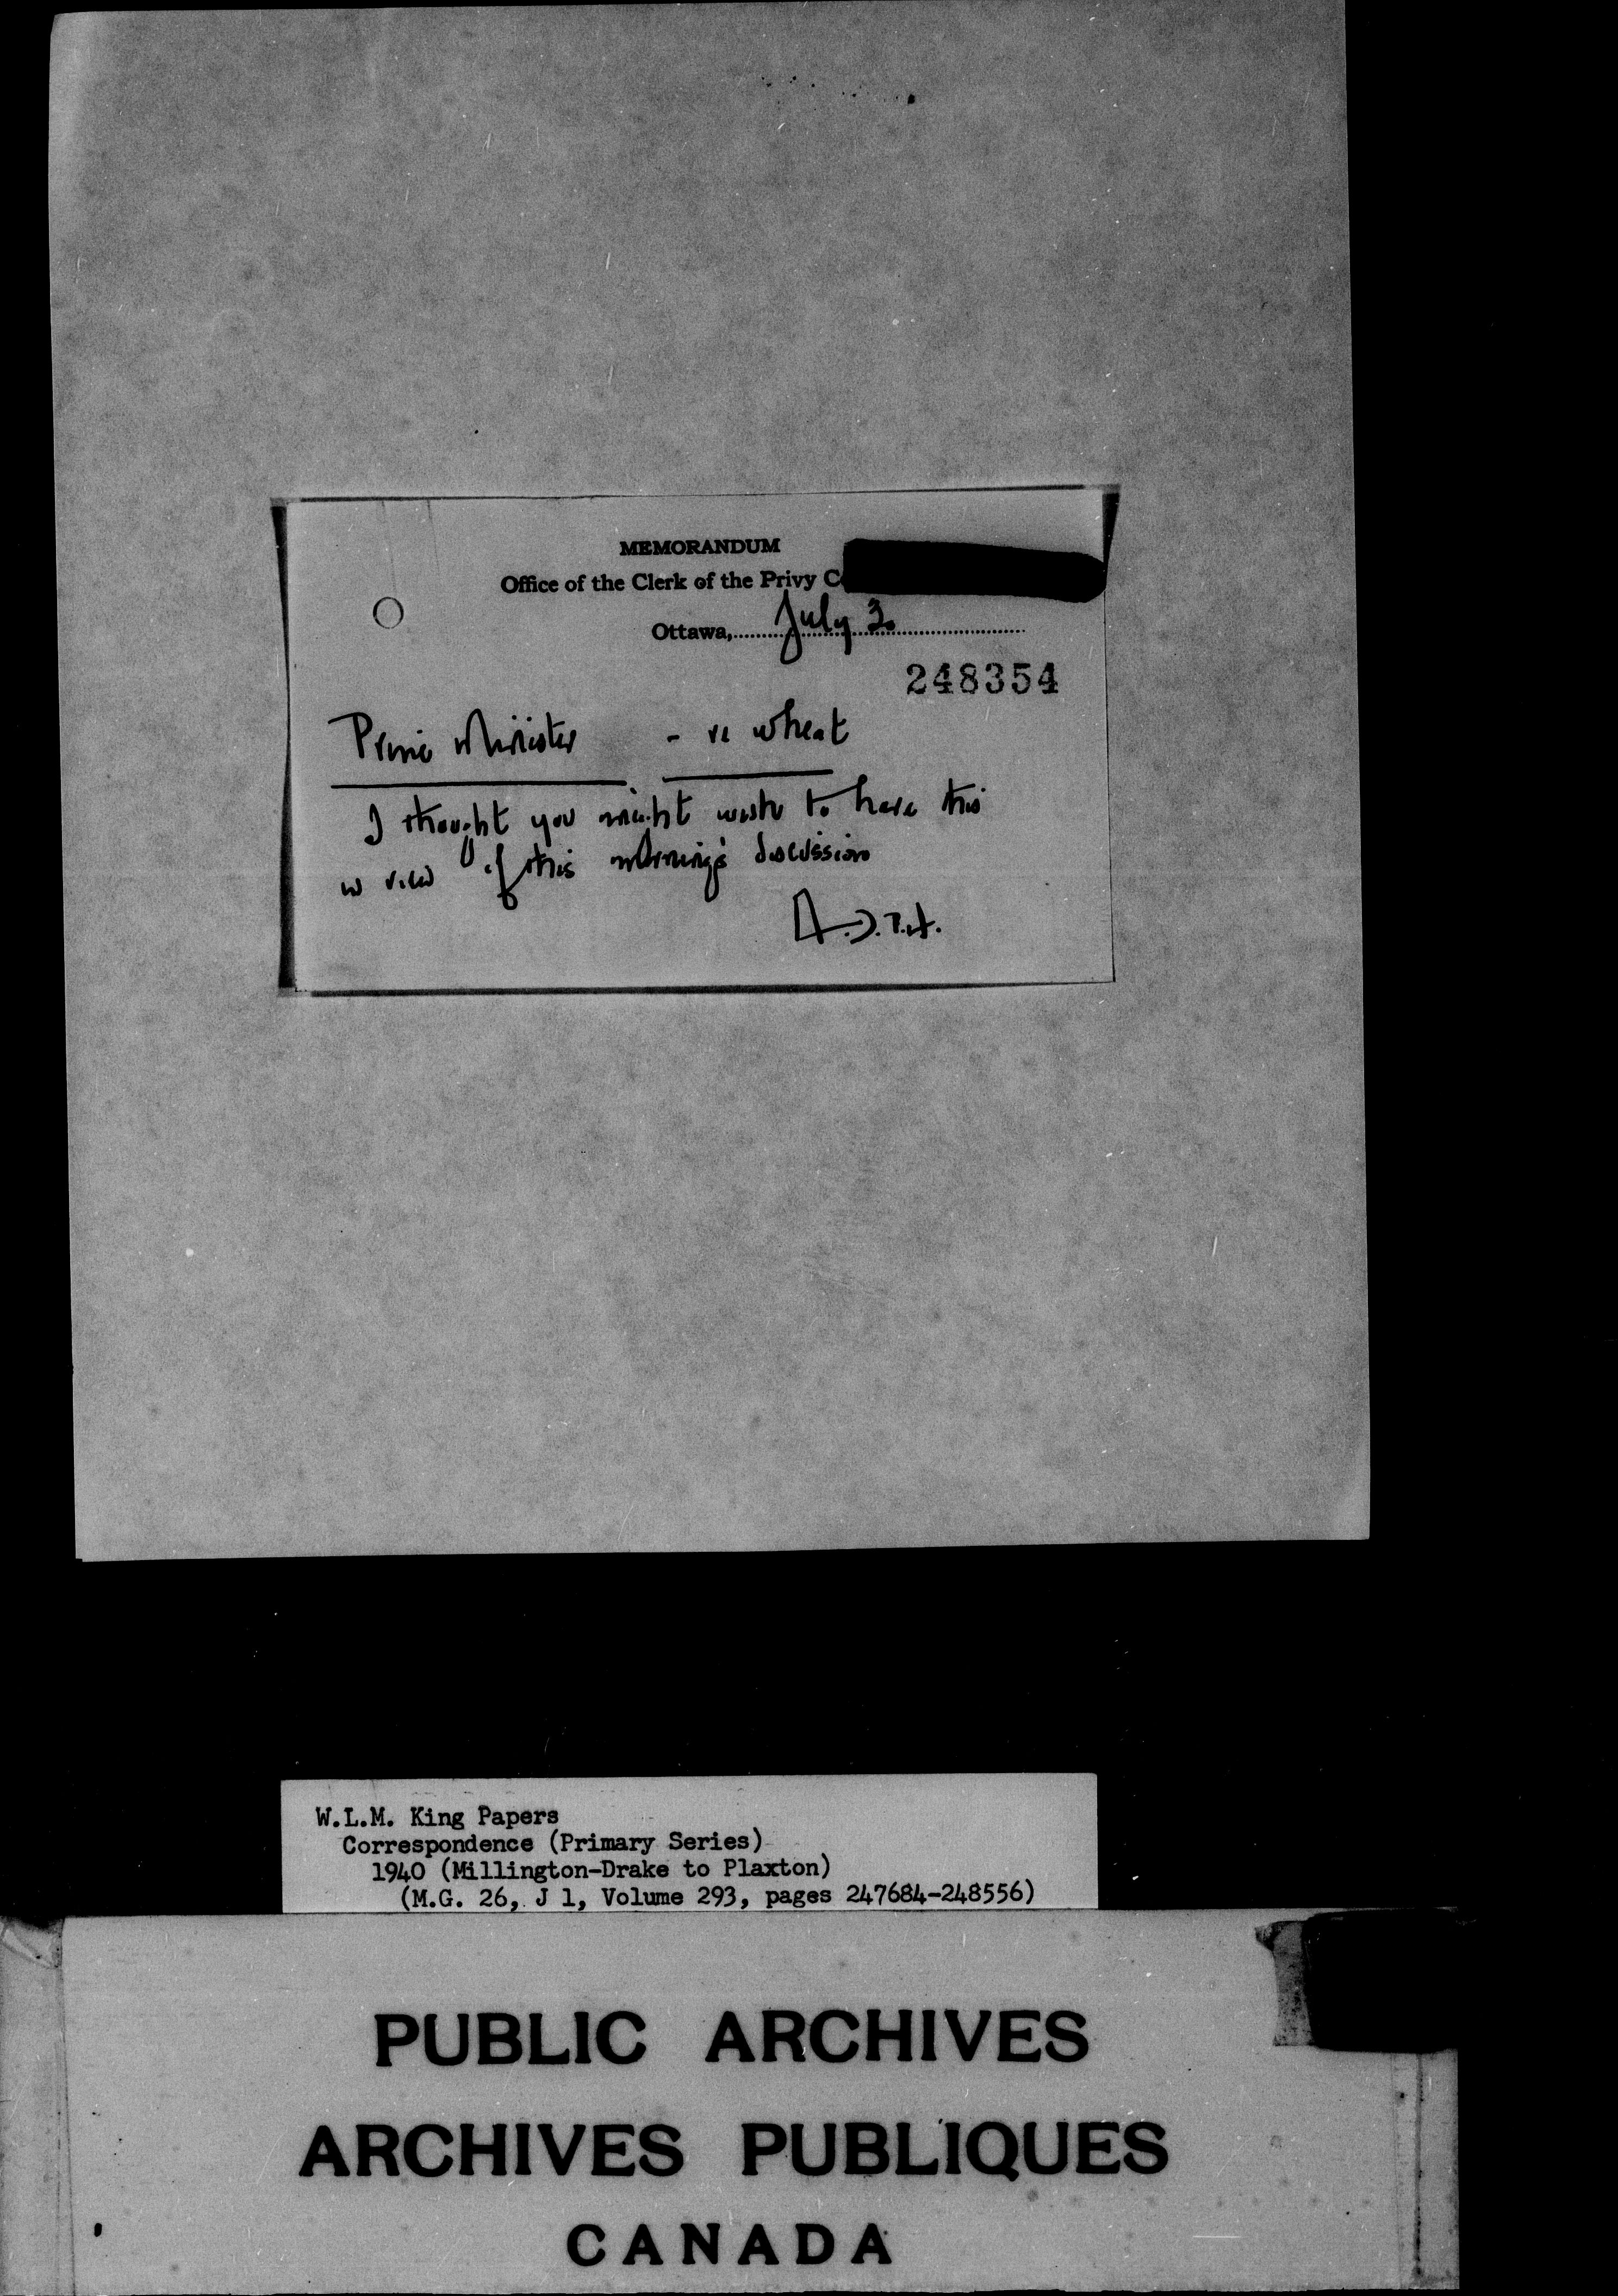 MEMORANDUM
Office of the Clerk of the Privy C
Ottawa, July 3.
248354
Prime Minister - re wheat
I thought you might wish to have this
in view of this morning's discussion
A.D.P.H.
W.L.M. King Papers
Correspondence (Primary Series)
1940 (Millington-Drake to Plaxton)
(M.G. 26, J 1, Volume 293, pages 247684-248556)
PUBLIC ARCHIVES
ARCHIVES PUBLIQUES
CANADA